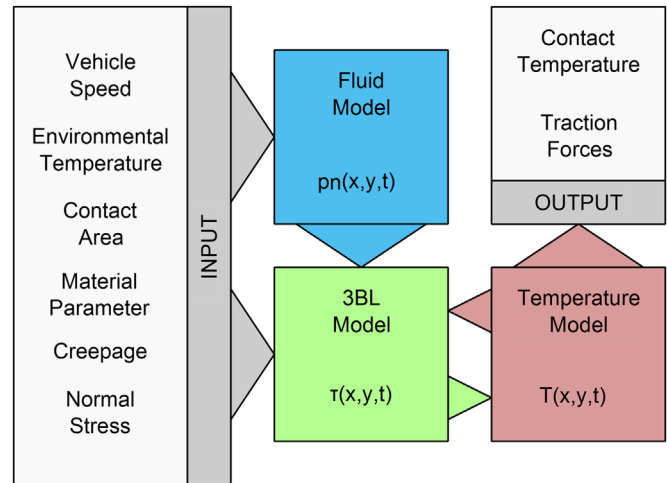 Vehicle
Speed
Environmental
Temperature
Contact
Area
Material
Parameter
Creepage
Normal
Stress
INPUT
Fluid
Model
pn(x,y,t)
3BL
Model
τ(x,y,t)
Contact
Temperature
Traction
Forces
OUTPUT
Temperature
Model
T(x,y,t)